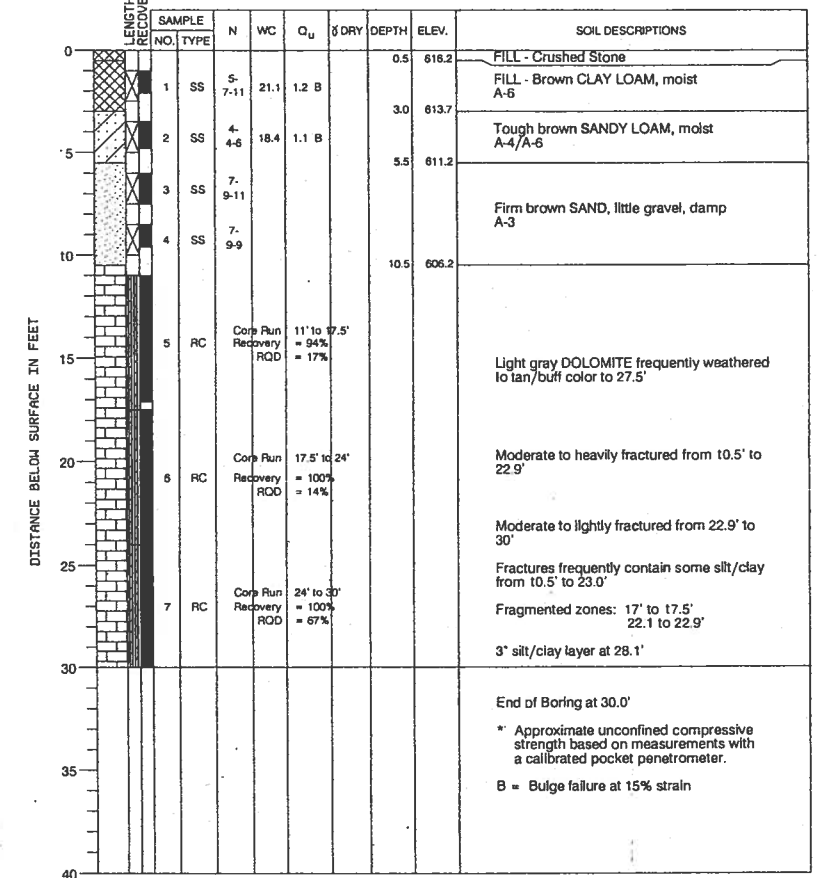 LENGTH
RECOVE
SAMPLE
NO. TYPE N WC Qu γ DRY DEPTH ELEV. SOIL DESCRIPTIONS
0
0.5 616.2 FILL - Crushed Stone
1 SS 5-
7-11 21.1 1.2 B
FILL - Brown CLAY LOAM, moist
A-6
3.0 613.7
2 SS 4-
4-6 18.4 1.1 B
Tough brown SANDY LOAM, moist
A-4/A-6
5
5.5 611.2
3 SS 7-
9-11
Firm brown SAND, little gravel, damp
A-3
4 SS 7-
9-9
10
10.5 606.2
DISTANCE BELOW SURFACE IN FEET
5 RC
Core Run 11' to 17.5'
Recovery = 94%
RQD = 17%
15
Light gray DOLOMITE frequently weathered
to tan/buff color to 27.5'
20
6 RC
Core Run 17.5' to 24'
Recovery = 100%
RQD = 14%
Moderate to heavily fractured from 10.5' to
22.9'
Moderate to lightly fractured from 22.9' to
30'
25
Fractures frequently contain some silt/clay
from 10.5' to 23.0'
7 RC
Core Run 24' to 30'
Recovery = 100%
RQD = 67%
Fragmented zones: 17' to 17.5'
22.1 to 22.9'
3" silt/clay layer at 28.1'
30
End of Boring at 30.0'
* Approximate unconfined compressive
strength based on measurements with
a calibrated pocket penetrometer.
35
B = Bulge failure at 15% strain
40